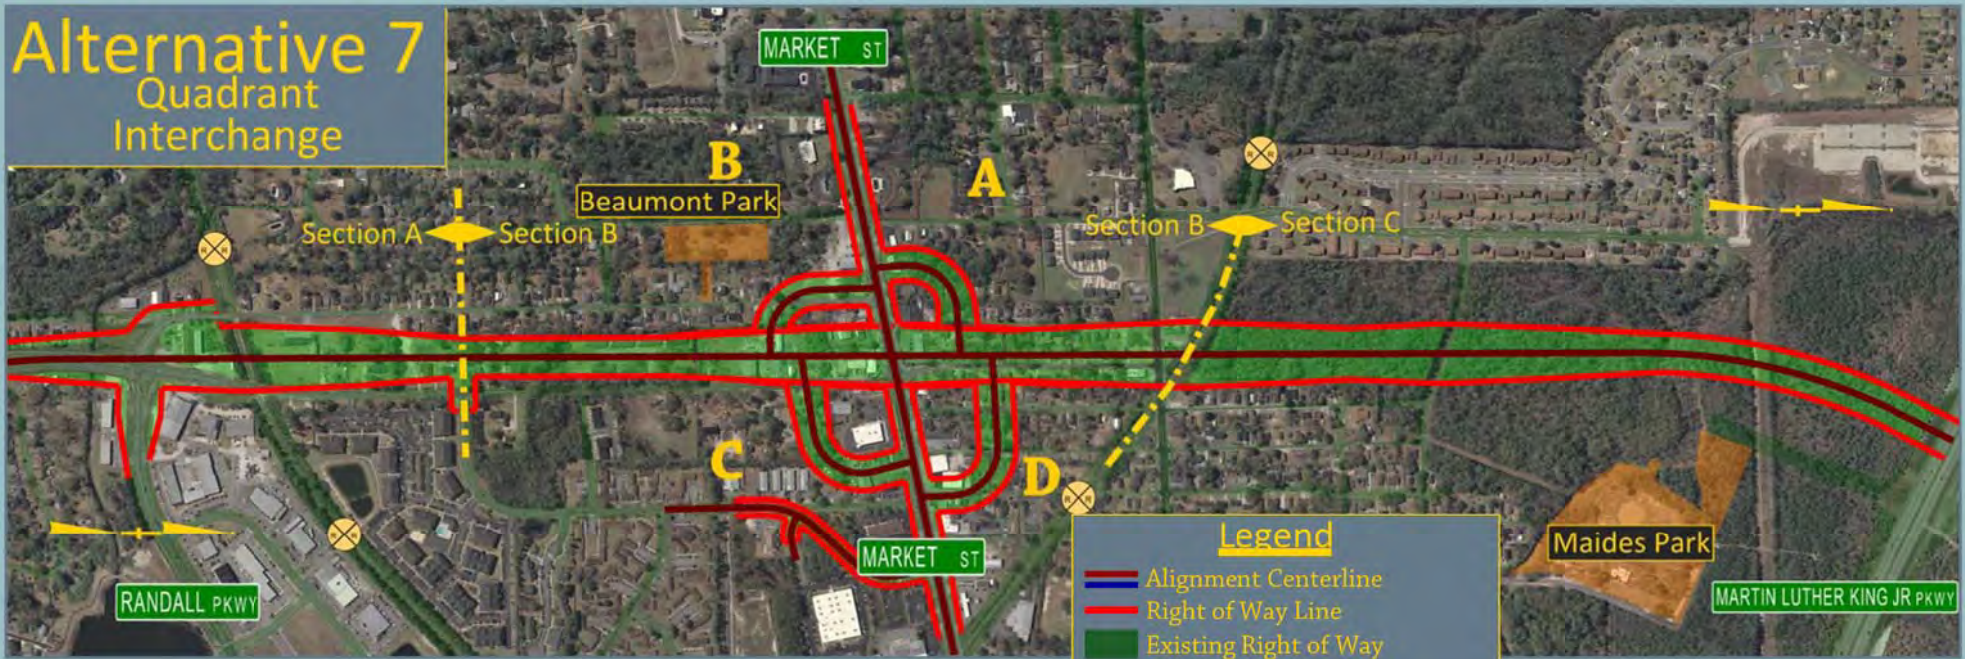 Alternative 7
Quadrant
Interchange
MARKET ST
B
A
Beaumont Park
Section A
Section B
Section B
Section C
R R
R R
C
D
R R
R R
MARKET ST
RANDALL PKWY
Maides Park
MARTIN LUTHER KING JR PKWY
Legend
Alignment Centerline
Right of Way Line
Existing Right of Way